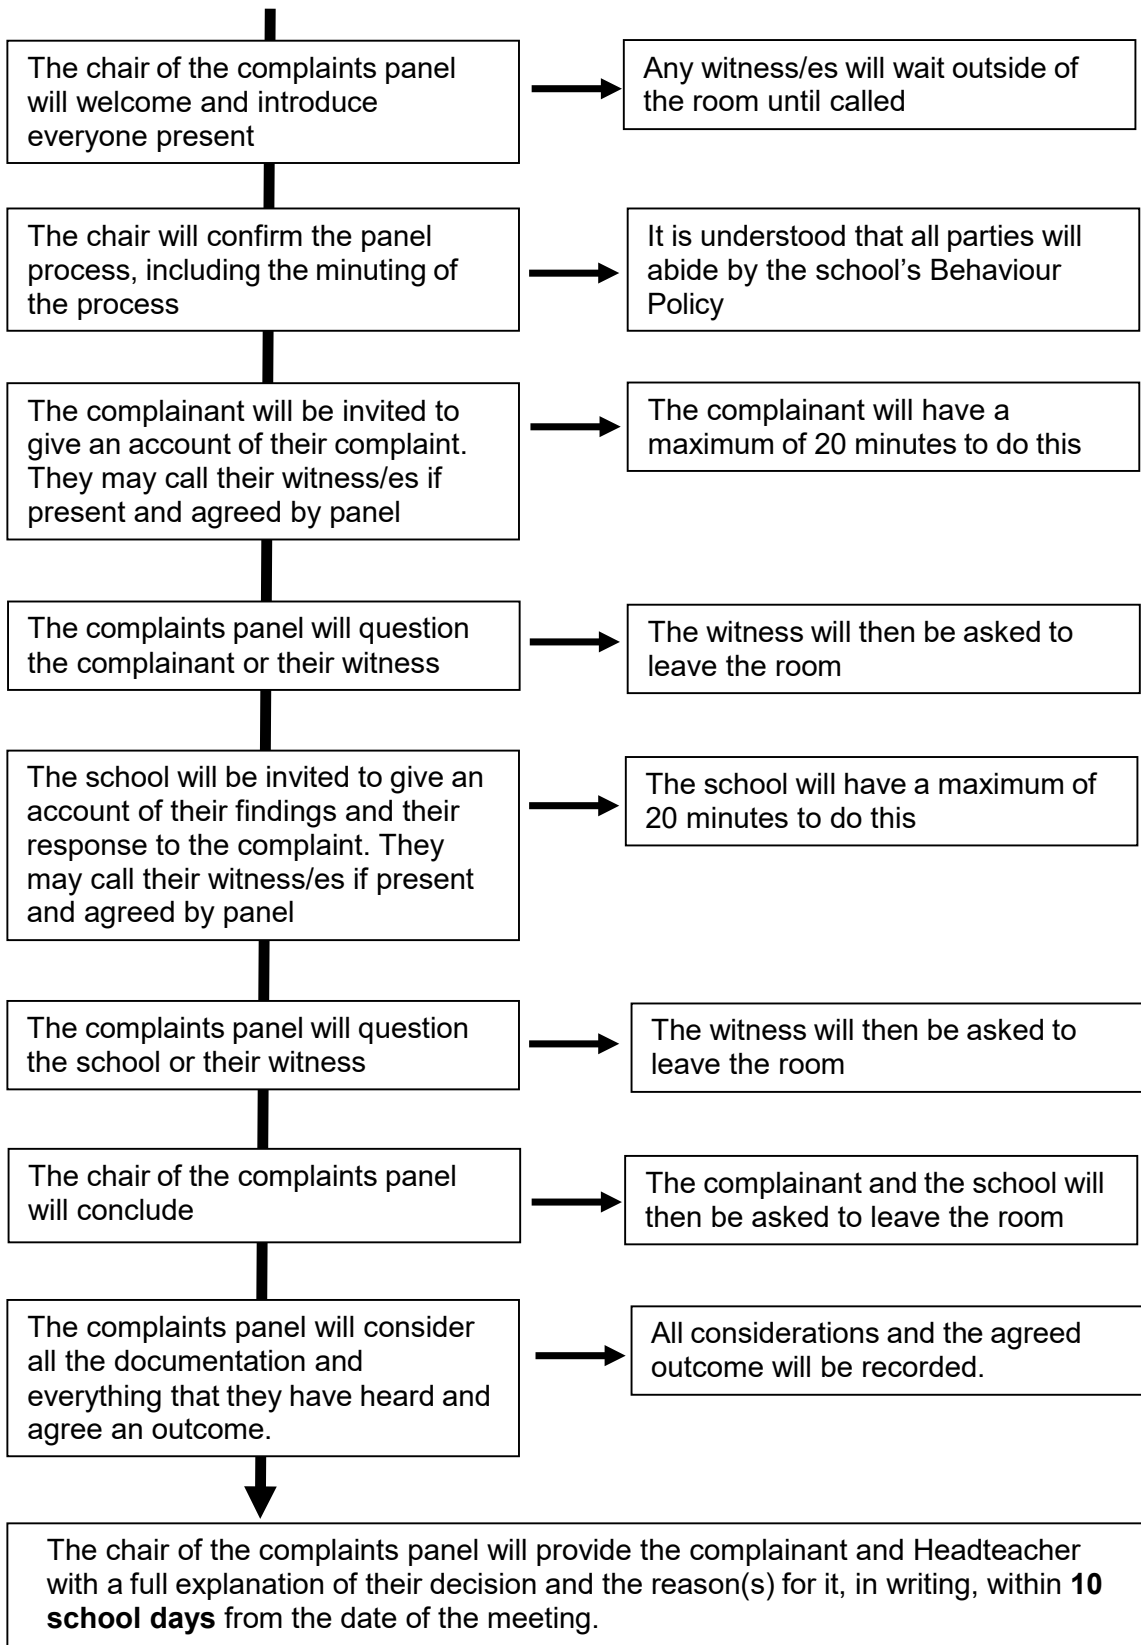 The chair of the complaints panel
will welcome and introduce
everyone present
Any witness/es will wait outside of
the room until called
The chair will confirm the panel
process, including the minuting of
the process
It is understood that all parties will
abide by the school’s Behaviour
Policy
The complainant will be invited to
give an account of their complaint.
They may call their witness/es if
present and agreed by panel
The complainant will have a
maximum of 20 minutes to do this
The complaints panel will question
the complainant or their witness
The witness will then be asked to
leave the room
The school will be invited to give an
account of their findings and their
response to the complaint. They
may call their witness/es if present
and agreed by panel
The school will have a maximum of
20 minutes to do this
The complaints panel will question
the school or their witness
The witness will then be asked to
leave the room
The chair of the complaints panel
will conclude
The complainant and the school will
then be asked to leave the room
The complaints panel will consider
all the documentation and
everything that they have heard and
agree an outcome.
All considerations and the agreed
outcome will be recorded.
The chair of the complaints panel will provide the complainant and Headteacher
with a full explanation of their decision and the reason(s) for it, in writing, within 10
school days from the date of the meeting.